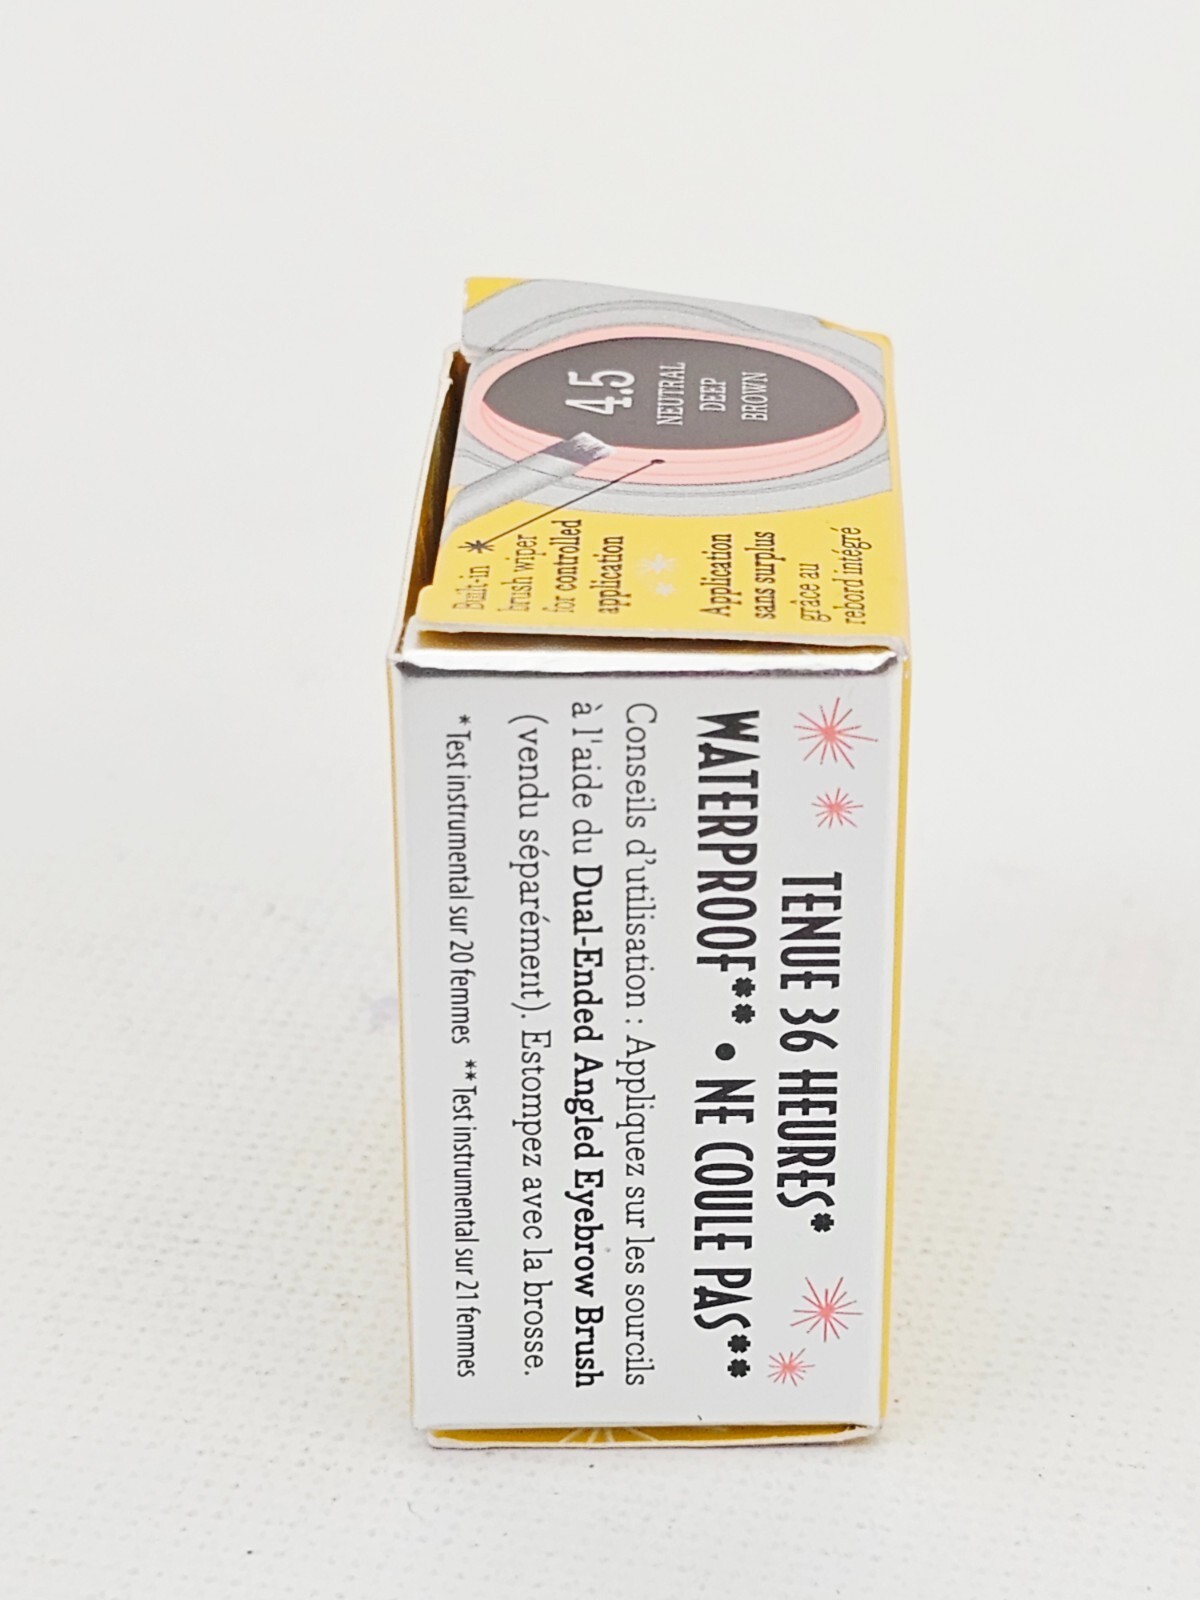 4.5
NEUTRAL
DEEP
BROWN
Built-in
brush wiper
for controlled
application
Application
sans surplus
grâce au
rebord intégré
TENUE 36 HEURES*
WATERPROOF** • NE COULE PAS**
Conseils d'utilisation : Appliquez sur les sourcils
à l'aide du Dual-Ended Angled Eyebrow Brush
(vendu séparément). Estompez avec la brosse.
*Test instrumental sur 20 femmes **Test instrumental sur 21 femmes